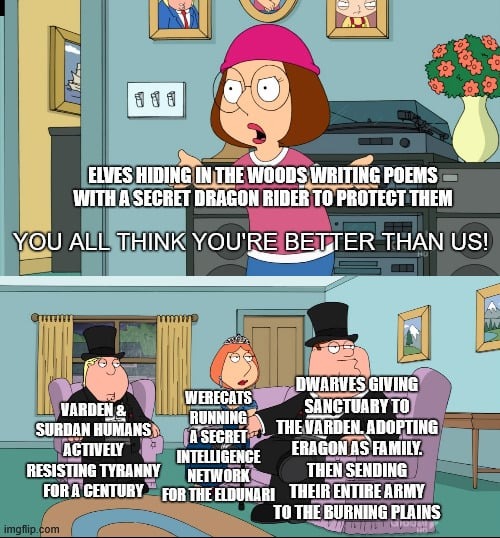 ELVES HIDING IN THE WOODS WRITING POEMS
WITH A SECRET DRAGON RIDER TO PROTECT THEM
YOU ALL THINK YOU'RE BETTER THAN US!
VARDEN &
SURDAN HUMANS
ACTIVELY
RESISTING TYRANNY
FOR A CENTURY
WERECATS
RUNNING
A SECRET
INTELLIGENCE
NETWORK
FOR THE ELDUNARI
DWARVES GIVING
SANCTUARY TO
THE VARDEN. ADOPTING
ERAGON AS FAMILY.
THEN SENDING
THEIR ENTIRE ARMY
TO THE BURNING PLAINS
imgflip.com